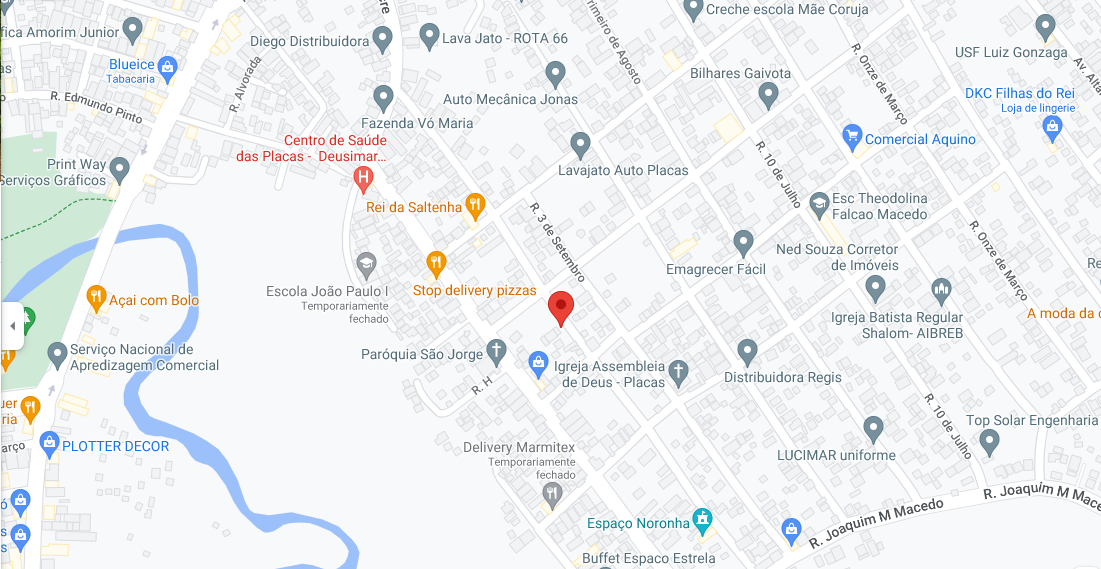 fica Amorim Junior
Blueice
Tabacaria
R. Edmundo Pinto
R. Alvorada
cre
Diego Distribuidora
Lava Jato - ROTA 66
rimeiro de Agosto
Creche escola Mãe Coruja
R. Onze de Março
USF Luiz Gonzaga
Av. Altam
as
Fazenda Vó Maria
Auto Mecânica Jonas
Bilhares Gaivota
DKC Filhas do Rei
Loja de lingerie
Print Way
Serviços Gráficos
Centro de Saúde
das Placas - Deusimar...
Lavajato Auto Placas
R. 10 de Julho
Comercial Aquino
Rei da Saltenha
R. 3 de Setembro
Esc Theodolina
Falcao Macedo
Emagrecer Fácil
Ned Souza Corretor
de Imóveis
R. Onze de Março
Re
Açai com Bolo
Escola João Paulo I
Temporariamente
fechado
Stop delivery pizzas
Igreja Batista Regular
Shalom- AIBREB
A moda da c
Serviço Nacional de
Apredizagem Comercial
Paróquia São Jorge
R. H
Igreja Assembleia
de Deus - Placas
Distribuidora Regis
R. 10 de Julho
uer
ria
arço
PLOTTER DECOR
Delivery Marmitex
Temporariamente
fechado
LUCIMAR uniforme
Top Solar Engenharia
ó
s
s
Espaço Noronha
Buffet Espaco Estrela
R. Joaquim M Macedo
R. Joaquim M Mace